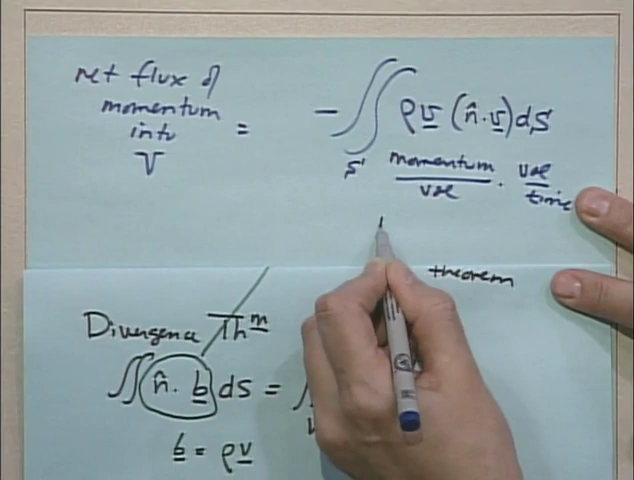 net flux of
momentum
into
V
= − ∬ ρv (n̂·v) dS
S
momentum/vol · vol/time
theorem
Divergence Thm
∬ n̂ · b dS = ∫
V
b = ρv